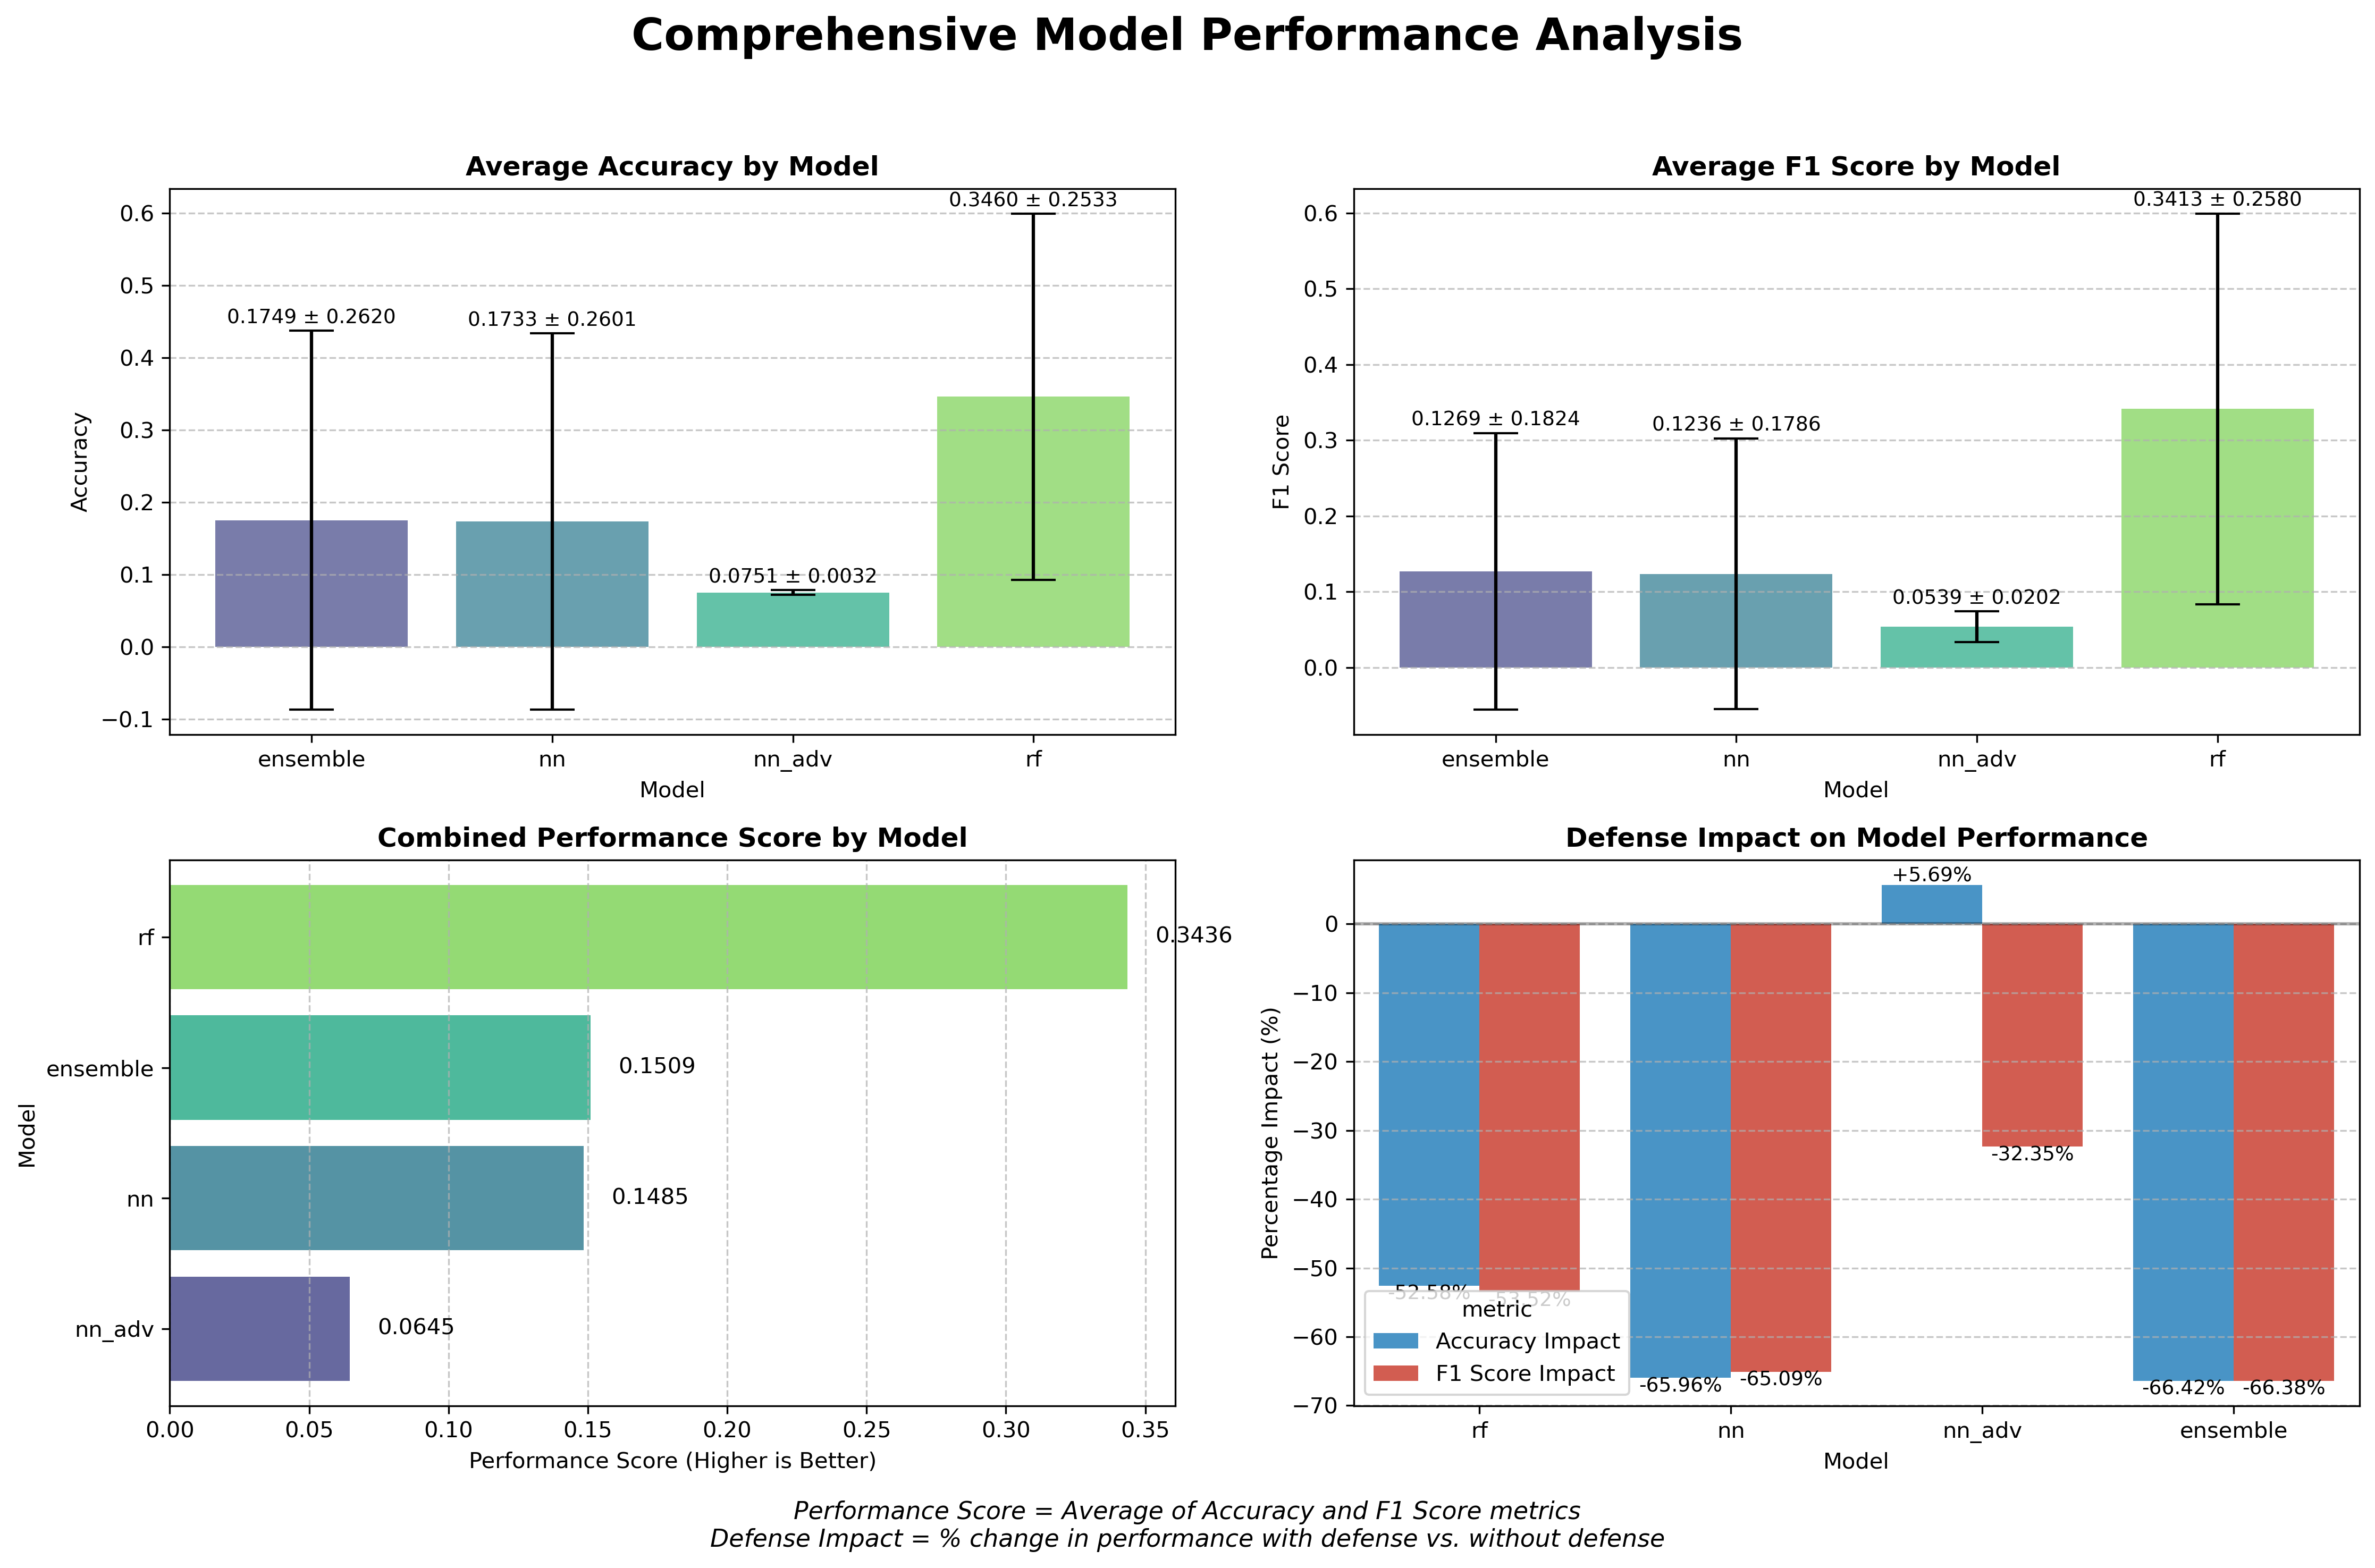 Comprehensive Model Performance Analysis
Average Accuracy by Model
0.6
0.5
0.4
0.3
0.2
0.1
0.0
−0.1
Accuracy
0.1749 ± 0.2620
0.1733 ± 0.2601
0.0751 ± 0.0032
0.3460 ± 0.2533
ensemble
nn
nn_adv
rf
Model
Average F1 Score by Model
0.6
0.5
0.4
0.3
0.2
0.1
0.0
F1 Score
0.1269 ± 0.1824
0.1236 ± 0.1786
0.0539 ± 0.0202
0.3413 ± 0.2580
ensemble
nn
nn_adv
rf
Model
Combined Performance Score by Model
Model
rf
0.3436
ensemble
0.1509
nn
0.1485
nn_adv
0.0645
0.00
0.05
0.10
0.15
0.20
0.25
0.30
0.35
Performance Score (Higher is Better)
Defense Impact on Model Performance
0
−10
−20
−30
−40
−50
−60
−70
Percentage Impact (%)
-52.58%
-53.52%
-65.96%
-65.09%
+5.69%
-32.35%
-66.42%
-66.38%
metric
Accuracy Impact
F1 Score Impact
rf
nn
nn_adv
ensemble
Model
Performance Score = Average of Accuracy and F1 Score metrics
Defense Impact = % change in performance with defense vs. without defense